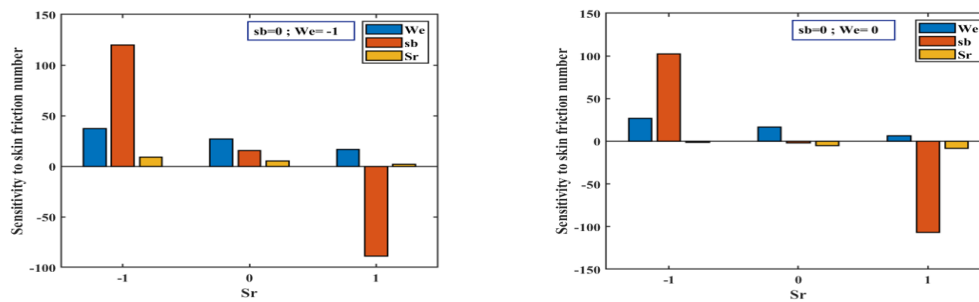 150
100
50
0
-50
-100
Sensitivity to skin friction number
sb=0 ; We= -1
We
sb
Sr
-1
0
1
Sr
150
100
50
0
-50
-100
-150
Sensitivity to skin friction number
sb=0 ; We= 0
We
sb
Sr
-1
0
1
Sr